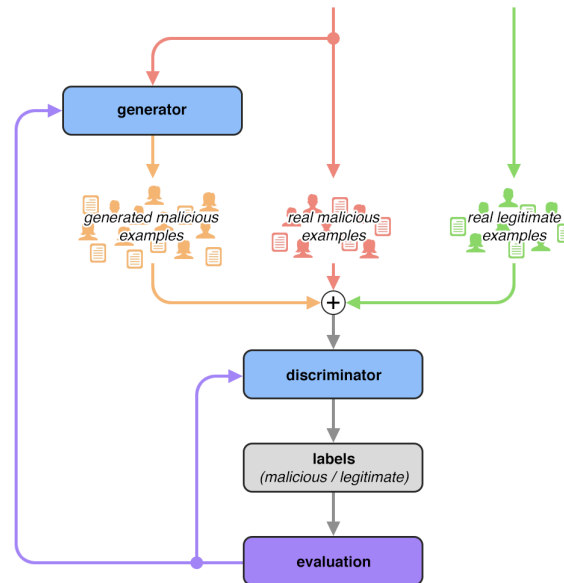 generator
generated malicious
examples
real malicious
examples
real legitimate
examples
+
discriminator
labels
(malicious / legitimate)
evaluation